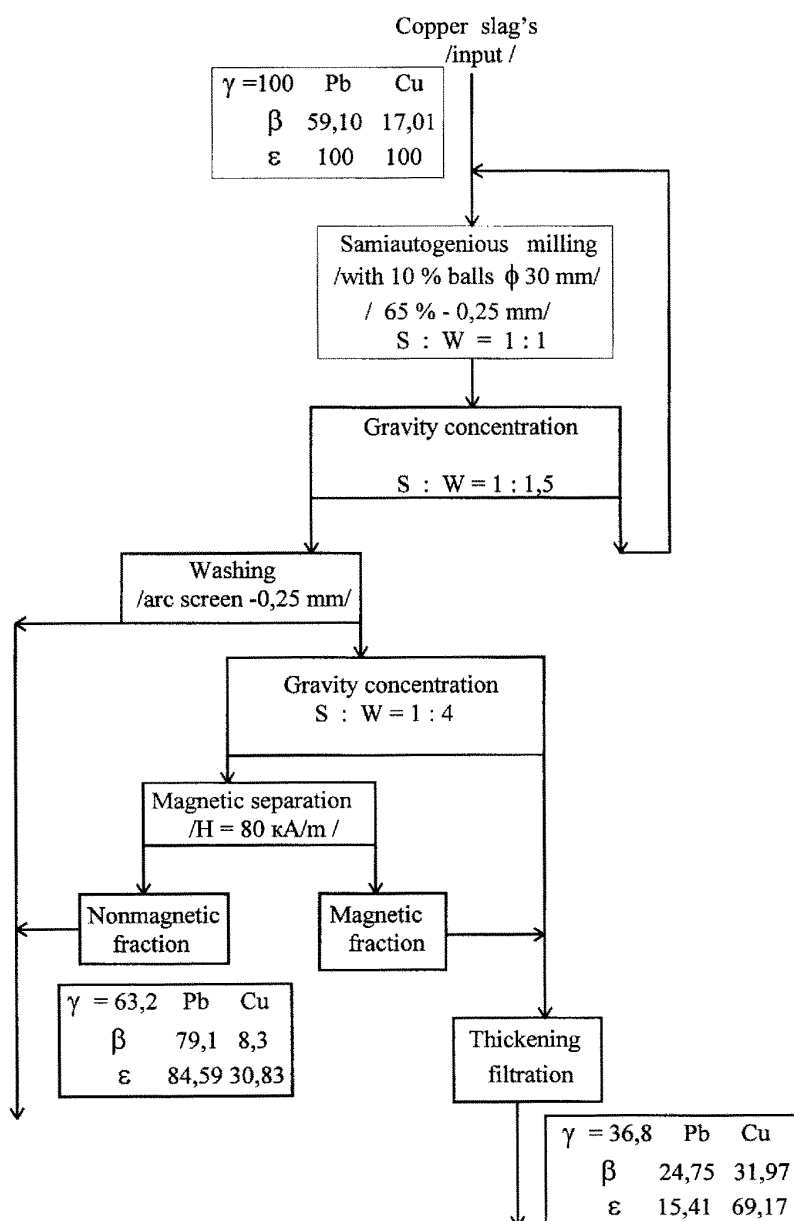 Copper slag's
/input /
γ =100 Pb Cu
β 59,10 17,01
ε 100 100
Samiautogenious milling
/with 10 % balls ϕ 30 mm/
/ 65 % - 0,25 mm/
S : W = 1 : 1
Gravity concentration
S : W = 1 : 1,5
Washing
/arc screen -0,25 mm/
Gravity concentration
S : W = 1 : 4
Magnetic separation
/H = 80 кA/m /
Nonmagnetic
fraction
Magnetic
fraction
γ = 63,2 Pb Cu
β 79,1 8,3
ε 84,59 30,83
Thickening
filtration
γ = 36,8 Pb Cu
β 24,75 31,97
ε 15,41 69,17